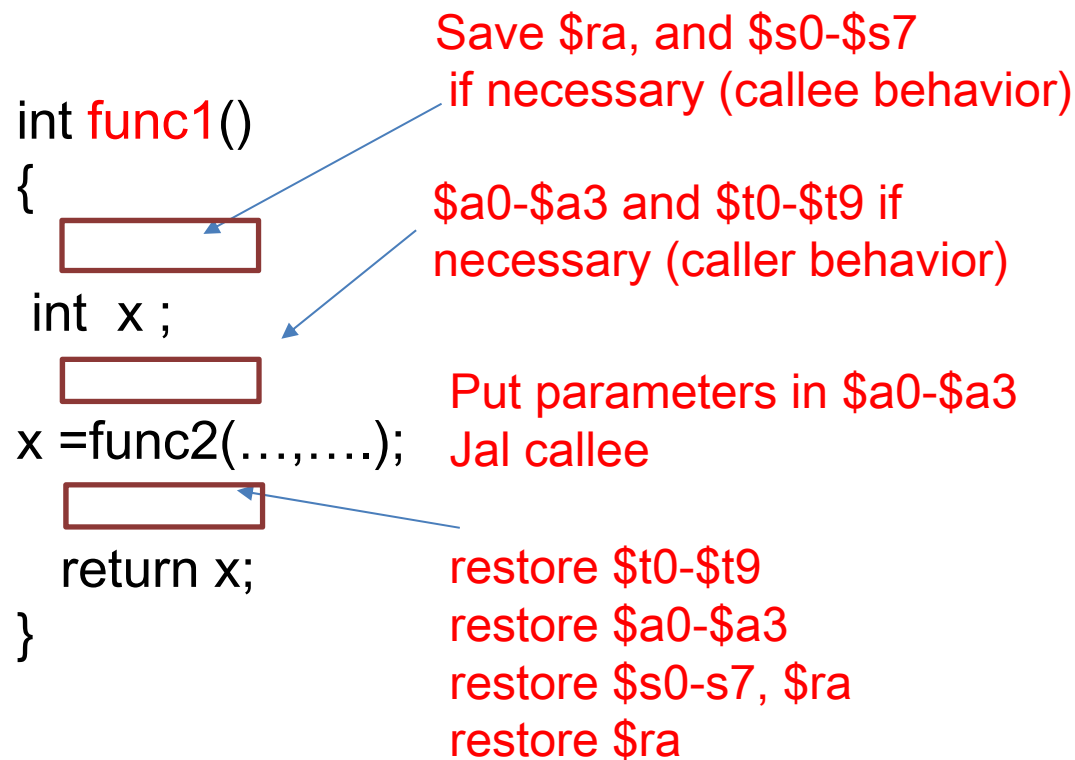 Save $ra, and $s0-$s7
if necessary (callee behavior)
int func1()
{
$a0-$a3 and $t0-$t9 if
necessary (caller behavior)
int x ;
Put parameters in $a0-$a3
x =func2(…,….);
Jal callee
return x;
}
restore $t0-$t9
restore $a0-$a3
restore $s0-s7, $ra
restore $ra